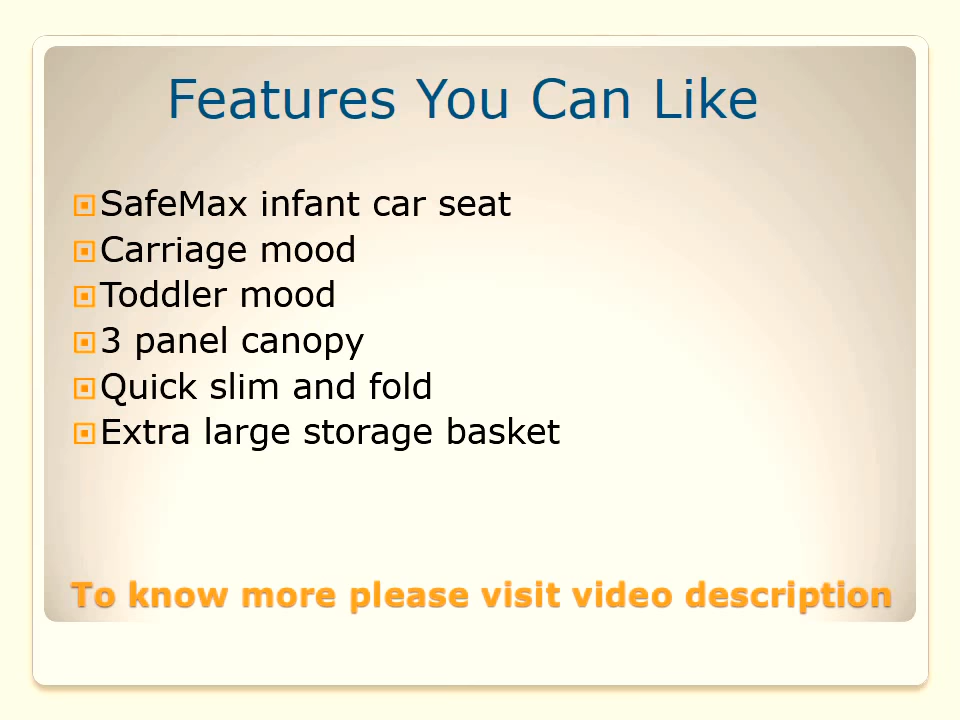 Features You Can Like
SafeMax infant car seat
Carriage mood
Toddler mood
3 panel canopy
Quick slim and fold
Extra large storage basket
To know more please visit video description